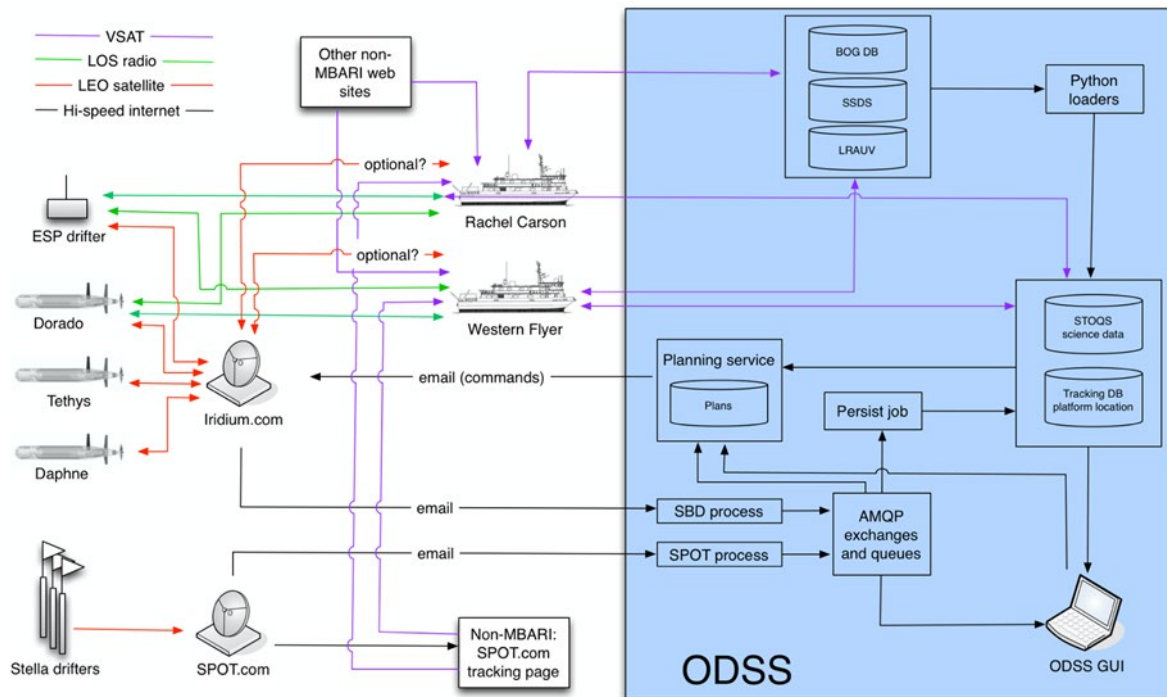 VSAT
LOS radio
LEO satellite
Hi-speed internet
Other non-
MBARI web
sites
BOG DB
SSDS
LRAUV
Python
loaders
optional?
ESP drifter
Rachel Carson
optional?
Dorado
Western Flyer
STOQS
science data
Tracking DB
platform location
Planning service
Plans
email (commands)
Persist job
Tethys
Iridium.com
Daphne
email
SBD process
AMQP
exchanges
and queues
email
SPOT process
Stella drifters
SPOT.com
Non-MBARI:
SPOT.com
tracking page
ODSS
ODSS GUI